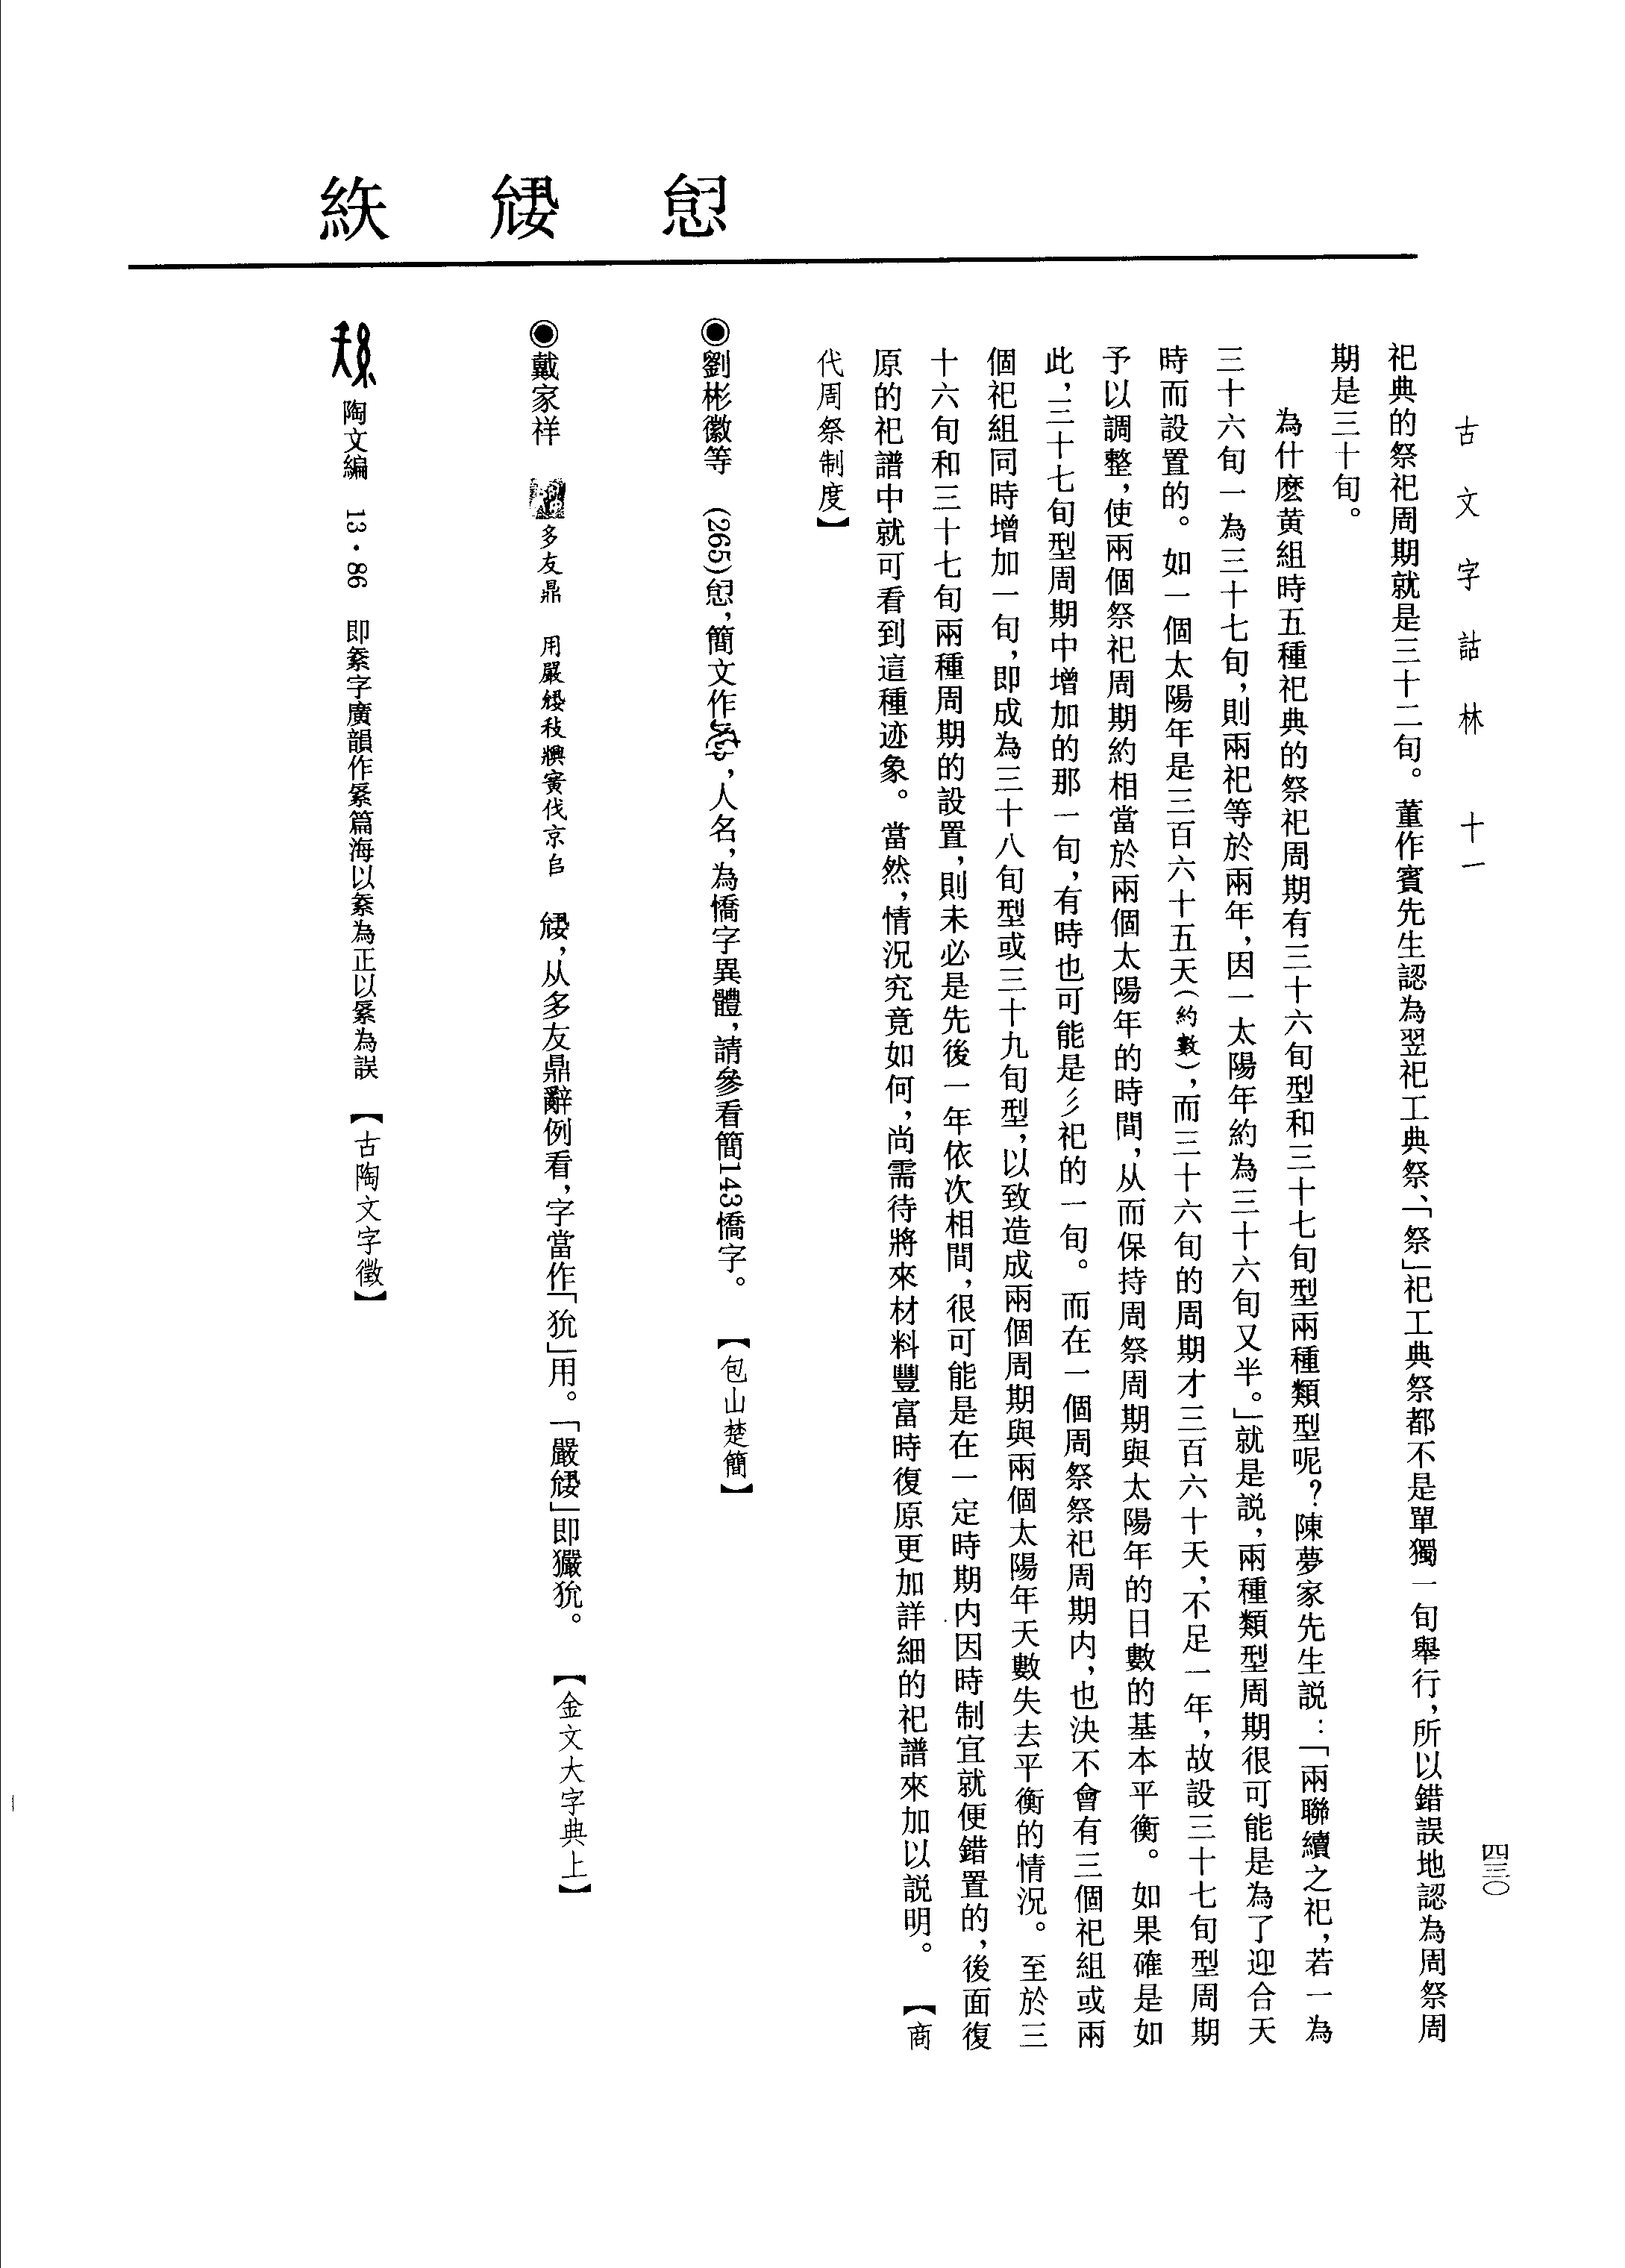 古文字詁林 十一
四三〇
祀典的祭祀周期就是三十二旬。董作賓先生認為翌祀工典祭、「祭」祀工典祭都不是單獨一旬舉行，所以錯誤地認為周祭周
期是三十旬。
為什麽黄組時五種祀典的祭祀周期有三十六旬型和三十七旬型兩種類型呢？陳夢家先生説：「兩聯續之祀，若一為
三十六旬一為三十七旬，則兩祀等於兩年，因一太陽年約為三十六旬又半。」就是説，兩種類型周期很可能是為了迎合天
時而設置的。如一個太陽年是三百六十五天（約數），而三十六旬的周期才三百六十天，不足一年，故設三十七旬型周期
予以調整，使兩個祭祀周期約相當於兩個太陽年的時間，从而保持周祭周期與太陽年的日數的基本平衡。如果確是如
此，三十七旬型周期中增加的那一旬，有時也可能是彡祀的一旬。而在一個周祭祭祀周期内，也決不會有三個祀組或兩
個祀組同時增加一旬，即成為三十八旬型或三十九旬型，以致造成兩個周期與兩個太陽年天數失去平衡的情況。至於三
十六旬和三十七旬兩種周期的設置，則未必是先後一年依次相間，很可能是在一定時期内因時制宜就便錯置的，後面復
原的祀譜中就可看到這種迹象。當然，情況究竟如何，尚需待將來材料豐富時復原更加詳細的祀譜來加以説明。 【商
代周祭制度】
◉劉彬徽等 （265），簡文作，人名，為憍字異體，請參看簡143憍字。 【包山楚簡】
◉戴家祥 多友鼎 用嚴 伐京𠂤 ，从多友鼎辭例看，字當作「狁」用。「嚴」即玁狁。 【金文大字典上】
紩
陶文編 13·86 即字廣韻作篇海以為正以為誤 【古陶文字徵】